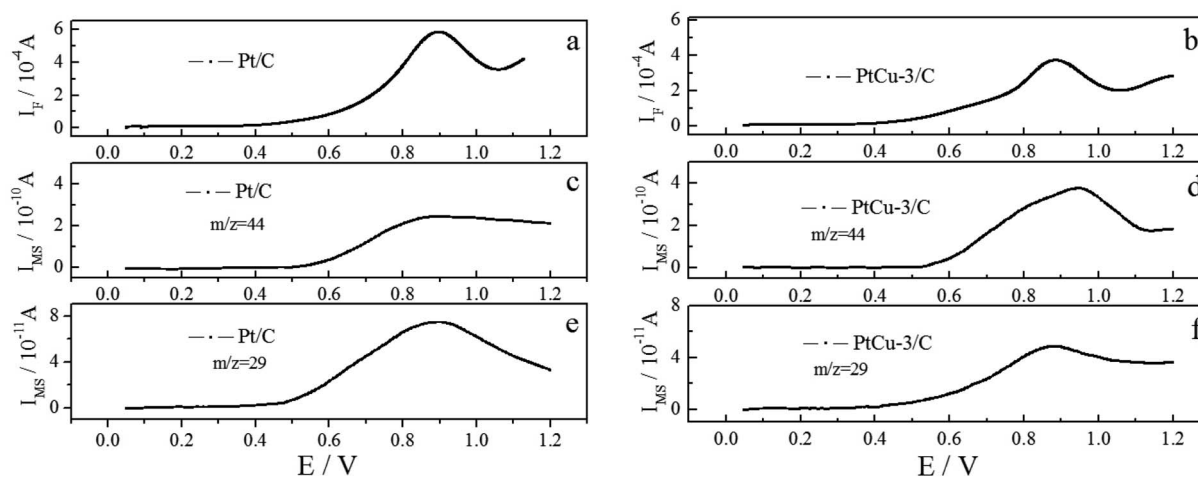 a
6
4
2
0
I_F / 10^-4 A
—·— Pt/C
0.0 0.2 0.4 0.6 0.8 1.0 1.2
c
4
2
0
I_MS / 10^-10 A
—·— Pt/C
m/z=44
0.0 0.2 0.4 0.6 0.8 1.0 1.2
e
8
4
0
I_MS / 10^-11 A
—·— Pt/C
m/z=29
0.0 0.2 0.4 0.6 0.8 1.0 1.2
E / V
b
6
4
2
0
I_F / 10^-4 A
—·— PtCu-3/C
0.0 0.2 0.4 0.6 0.8 1.0 1.2
d
4
2
0
I_MS / 10^-10 A
—·— PtCu-3/C
m/z=44
0.0 0.2 0.4 0.6 0.8 1.0 1.2
f
8
4
0
I_MS / 10^-11 A
—·— PtCu-3/C
m/z=29
0.0 0.2 0.4 0.6 0.8 1.0 1.2
E / V